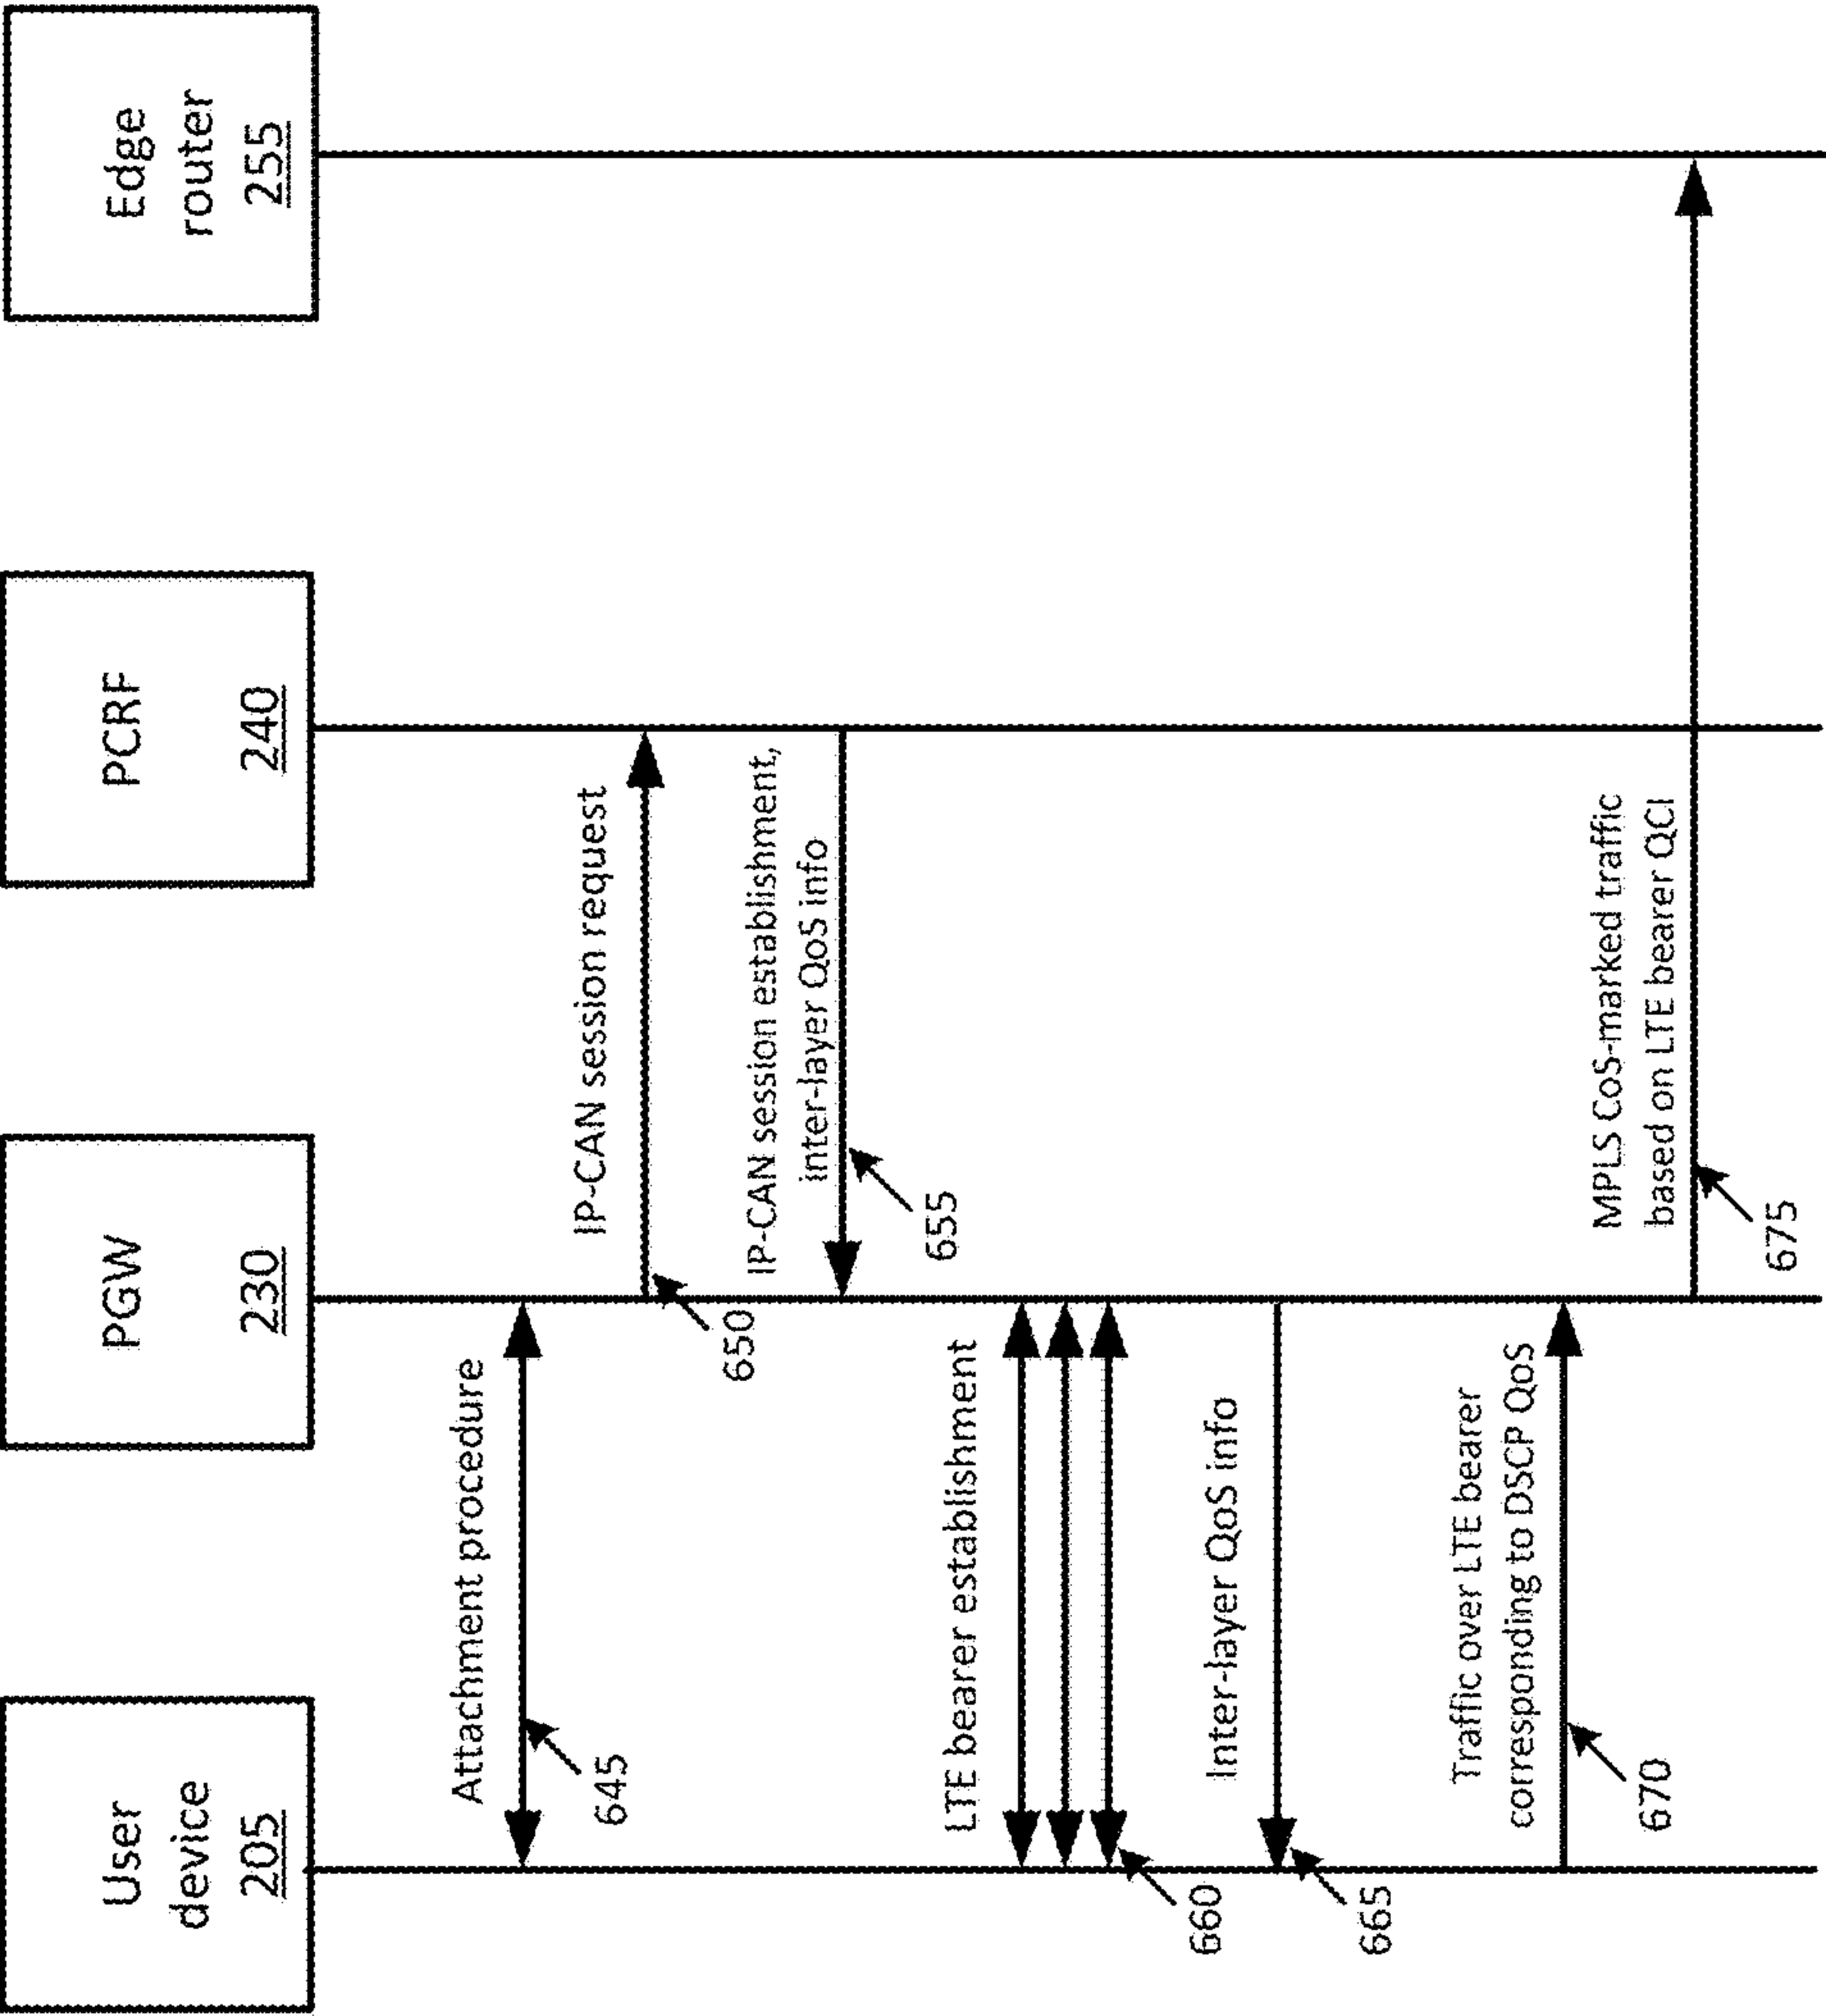 User
device
205
PGW
230
PCRF
240
Edge
router
255
Attachment procedure
645
IP-CAN session request
650
IP-CAN session establishment,
inter-layer QoS info
655
LTE bearer establishment
660
Inter-layer QoS info
665
Traffic over LTE bearer
corresponding to DSCP QoS
670
MPLS CoS-marked traffic
based on LTE bearer QCI
675